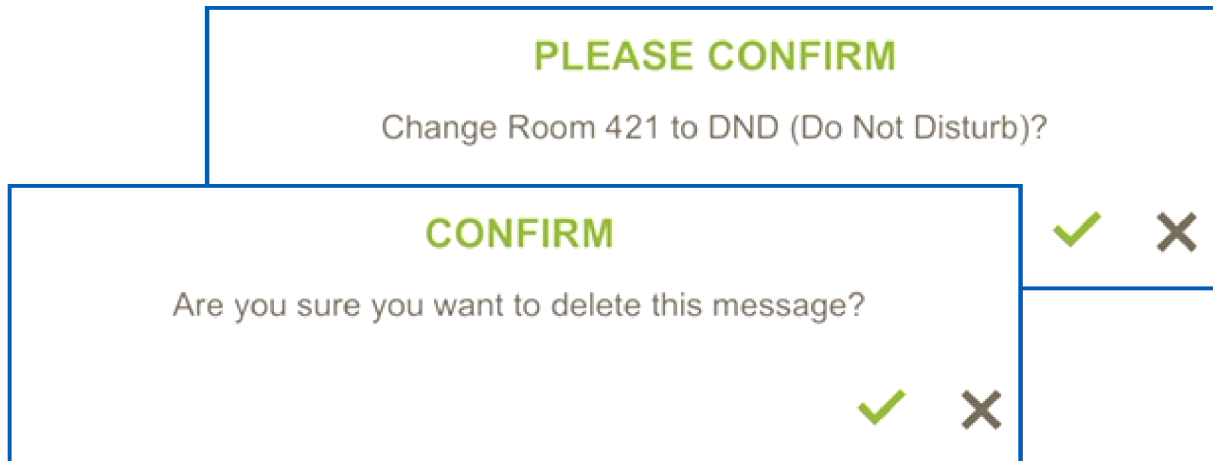 PLEASE CONFIRM
Change Room 421 to DND (Do Not Disturb)?
CONFIRM
Are you sure you want to delete this message?